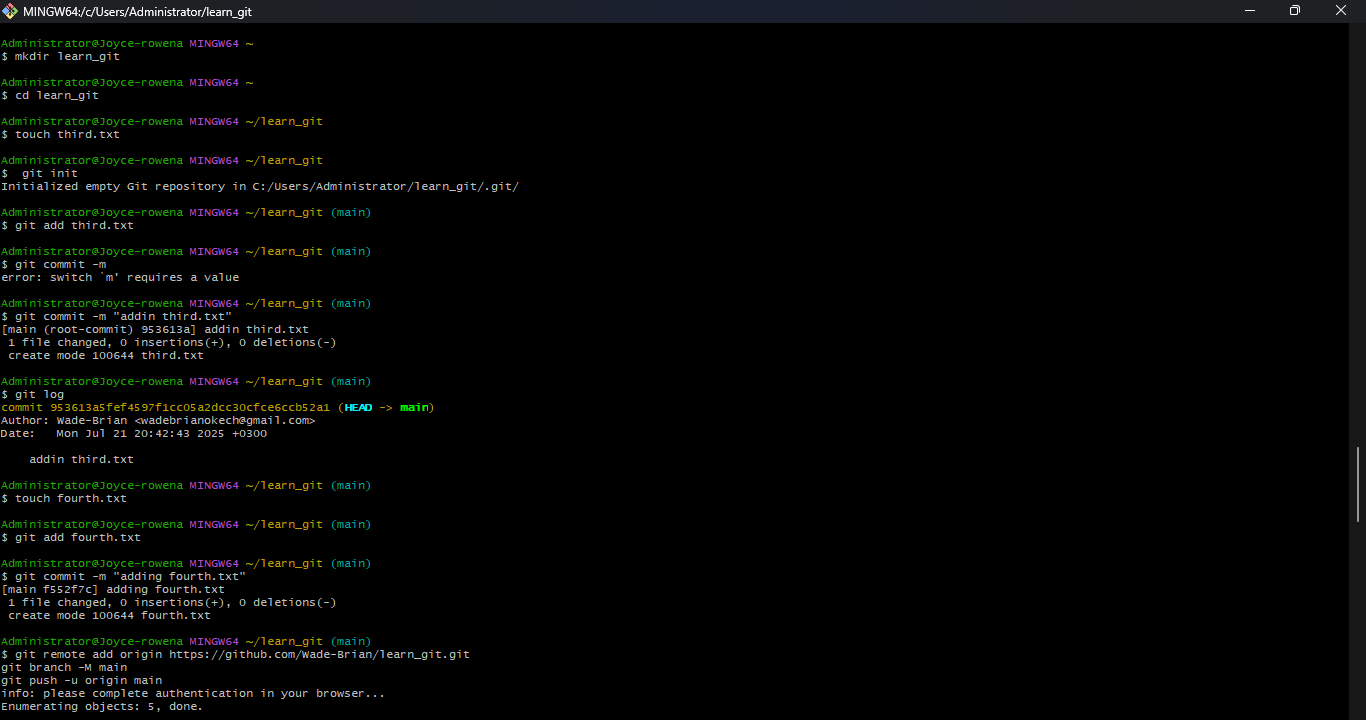 MINGW64:/c/Users/Administrator/learn_git
Administrator@Joyce-rowena MINGW64 ~
$ mkdir learn_git
Administrator@Joyce-rowena MINGW64 ~
$ cd learn_git
Administrator@Joyce-rowena MINGW64 ~/learn_git
$ touch third.txt
Administrator@Joyce-rowena MINGW64 ~/learn_git
$  git init
Initialized empty Git repository in C:/Users/Administrator/learn_git/.git/
Administrator@Joyce-rowena MINGW64 ~/learn_git (main)
$ git add third.txt
Administrator@Joyce-rowena MINGW64 ~/learn_git (main)
$ git commit -m
error: switch `m' requires a value
Administrator@Joyce-rowena MINGW64 ~/learn_git (main)
$ git commit -m "addin third.txt"
[main (root-commit) 953613a] addin third.txt
 1 file changed, 0 insertions(+), 0 deletions(-)
 create mode 100644 third.txt
Administrator@Joyce-rowena MINGW64 ~/learn_git (main)
$ git log
commit 953613a5fef4597f1cc05a2dcc30cfce6ccb52a1 (HEAD -> main)
Author: Wade-Brian <wadebrianokech@gmail.com>
Date:   Mon Jul 21 20:42:43 2025 +0300
    addin third.txt
Administrator@Joyce-rowena MINGW64 ~/learn_git (main)
$ touch fourth.txt
Administrator@Joyce-rowena MINGW64 ~/learn_git (main)
$ git add fourth.txt
Administrator@Joyce-rowena MINGW64 ~/learn_git (main)
$ git commit -m "adding fourth.txt"
[main f552f7c] adding fourth.txt
 1 file changed, 0 insertions(+), 0 deletions(-)
 create mode 100644 fourth.txt
Administrator@Joyce-rowena MINGW64 ~/learn_git (main)
$ git remote add origin https://github.com/Wade-Brian/learn_git.git
git branch -M main
git push -u origin main
info: please complete authentication in your browser...
Enumerating objects: 5, done.